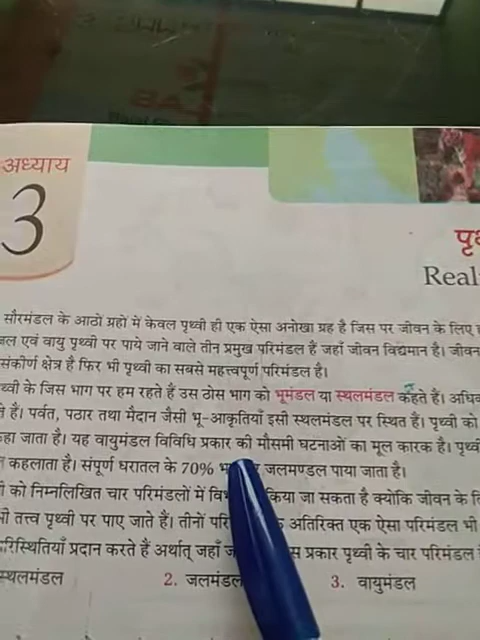 अध्याय
3
पृथ
Real
सौरमंडल के आठों ग्रहों में केवल पृथ्वी ही एक ऐसा अनोखा ग्रह है जिस पर जीवन के लिए
जल एवं वायु पृथ्वी पर पाये जाने वाले तीन प्रमुख परिमंडल हैं जहाँ जीवन विद्यमान है। जीवन
संकीर्ण क्षेत्र है फिर भी पृथ्वी का सबसे महत्त्वपूर्ण परिमंडल है।
के जिस भाग पर हम रहते हैं उस ठोस भाग को भूमंडल या स्थलमंडल कहते हैं।
हैं। पर्वत, पठार तथा मैदान जैसी भू-आकृतियाँ इसी स्थलमंडल पर स्थित हैं। पृथ्वी को
जाता है। यह वायुमंडल विविधि प्रकार की मौसमी घटनाओं का मूल कारक है।
कहलाता है। संपूर्ण धरातल के 70% जलमण्डल पाया जाता है।
को निम्नलिखित चार परिमंडलों में किया जा सकता है क्योंकि जीवन के
तत्त्व पृथ्वी पर पाए जाते हैं। तीनों अतिरिक्त एक ऐसा परिमंडल भी
प्रदान करते हैं अर्थात् जहाँ प्रकार पृथ्वी के चार परिमंडल
स्थलमंडल 2. जलमंडल 3. वायुमंडल